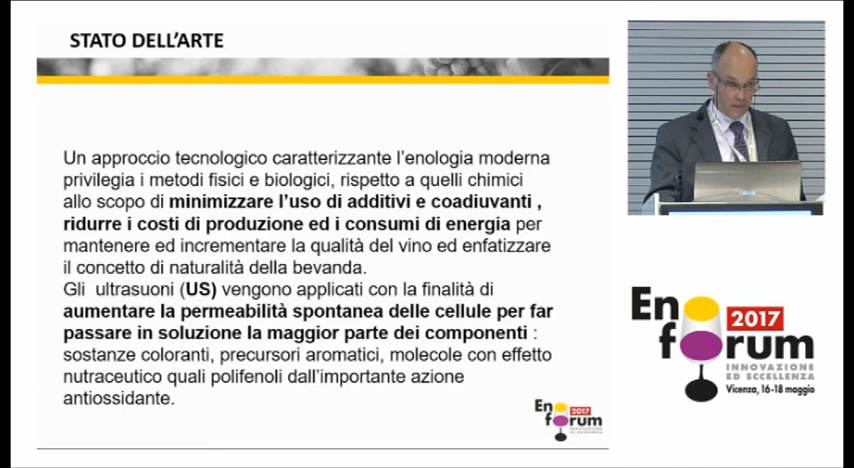 STATO DELL'ARTE
Un approccio tecnologico caratterizzante l'enologia moderna
privilegia i metodi fisici e biologici, rispetto a quelli chimici
allo scopo di minimizzare l'uso di additivi e coadiuvanti ,
ridurre i costi di produzione ed i consumi di energia per
mantenere ed incrementare la qualità del vino ed enfatizzare
il concetto di naturalità della bevanda.
Gli ultrasuoni (US) vengono applicati con la finalità di
aumentare la permeabilità spontanea delle cellule per far
passare in soluzione la maggior parte dei componenti :
sostanze coloranti, precursori aromatici, molecole con effetto
nutraceutico quali polifenoli dall'importante azione
antiossidante.
Eno
2017
forum
Eno
2017
forum
INNOVAZIONE
ED ECCELLENZA
Vicenza, 16-18 maggio